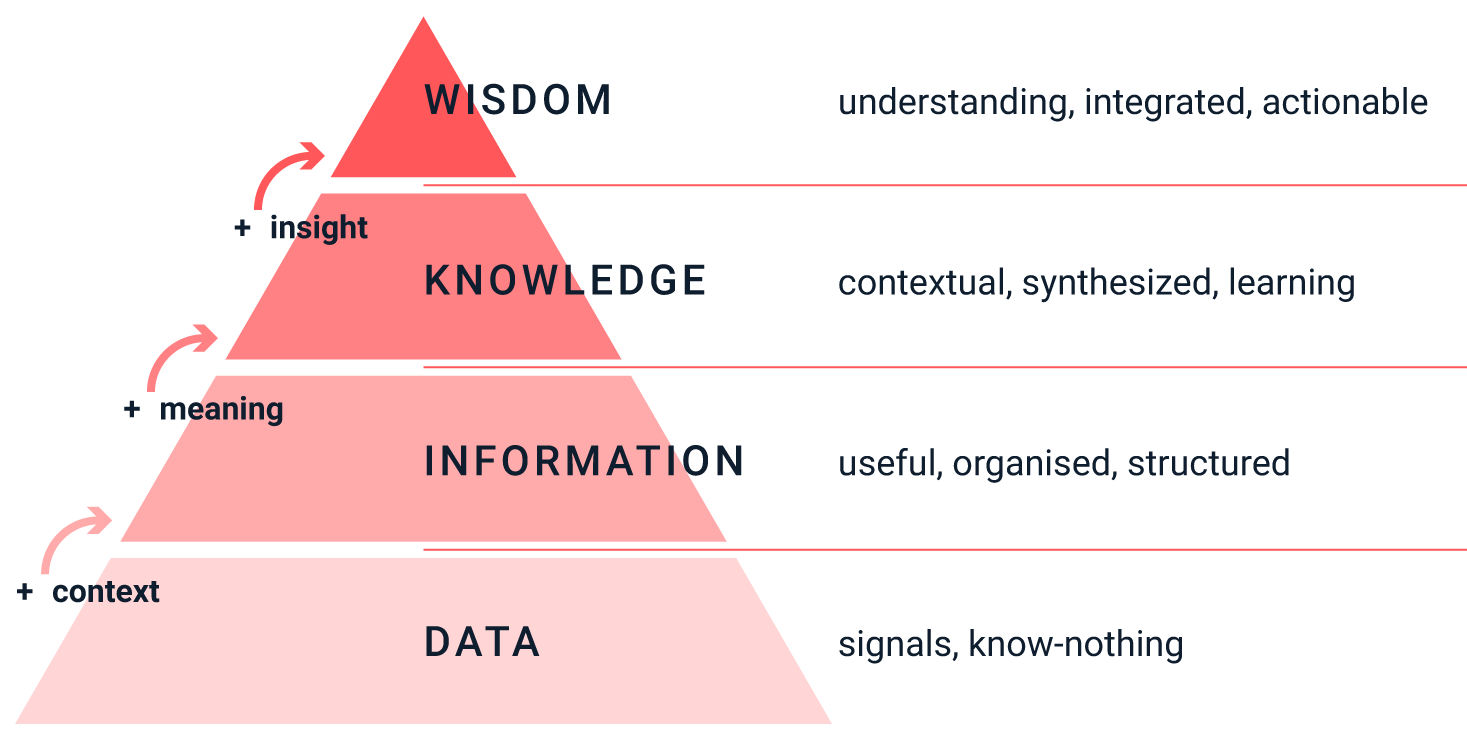 WISDOM understanding, integrated, actionable
+ insight
KNOWLEDGE contextual, synthesized, learning
+ meaning
INFORMATION useful, organised, structured
+ context
DATA signals, know-nothing